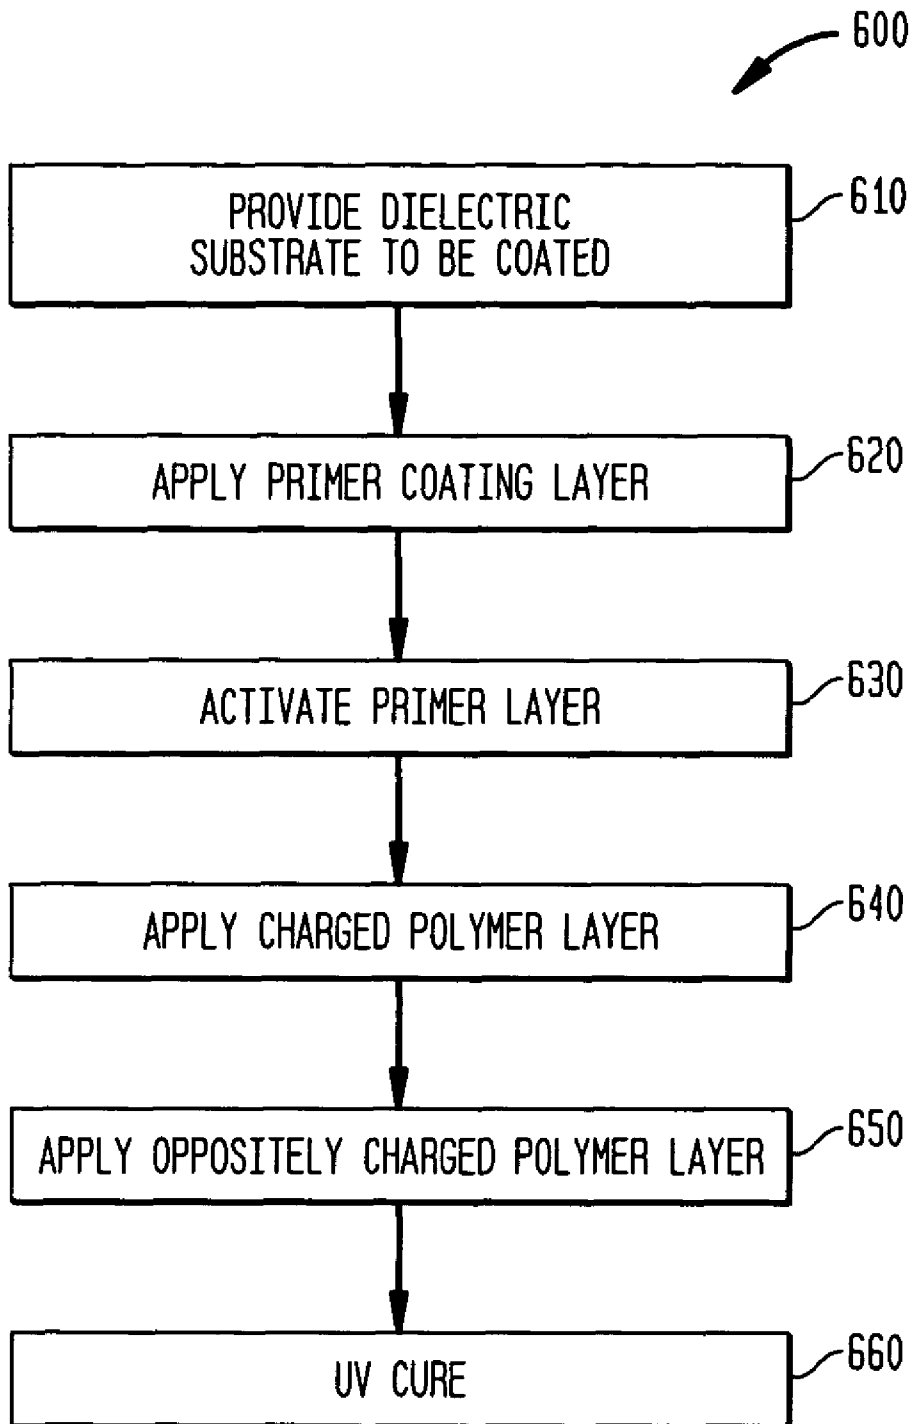 600
PROVIDE DIELECTRIC
SUBSTRATE TO BE COATED
610
APPLY PRIMER COATING LAYER
620
ACTIVATE PRIMER LAYER
630
APPLY CHARGED POLYMER LAYER
640
APPLY OPPOSITELY CHARGED POLYMER LAYER
650
UV CURE
660